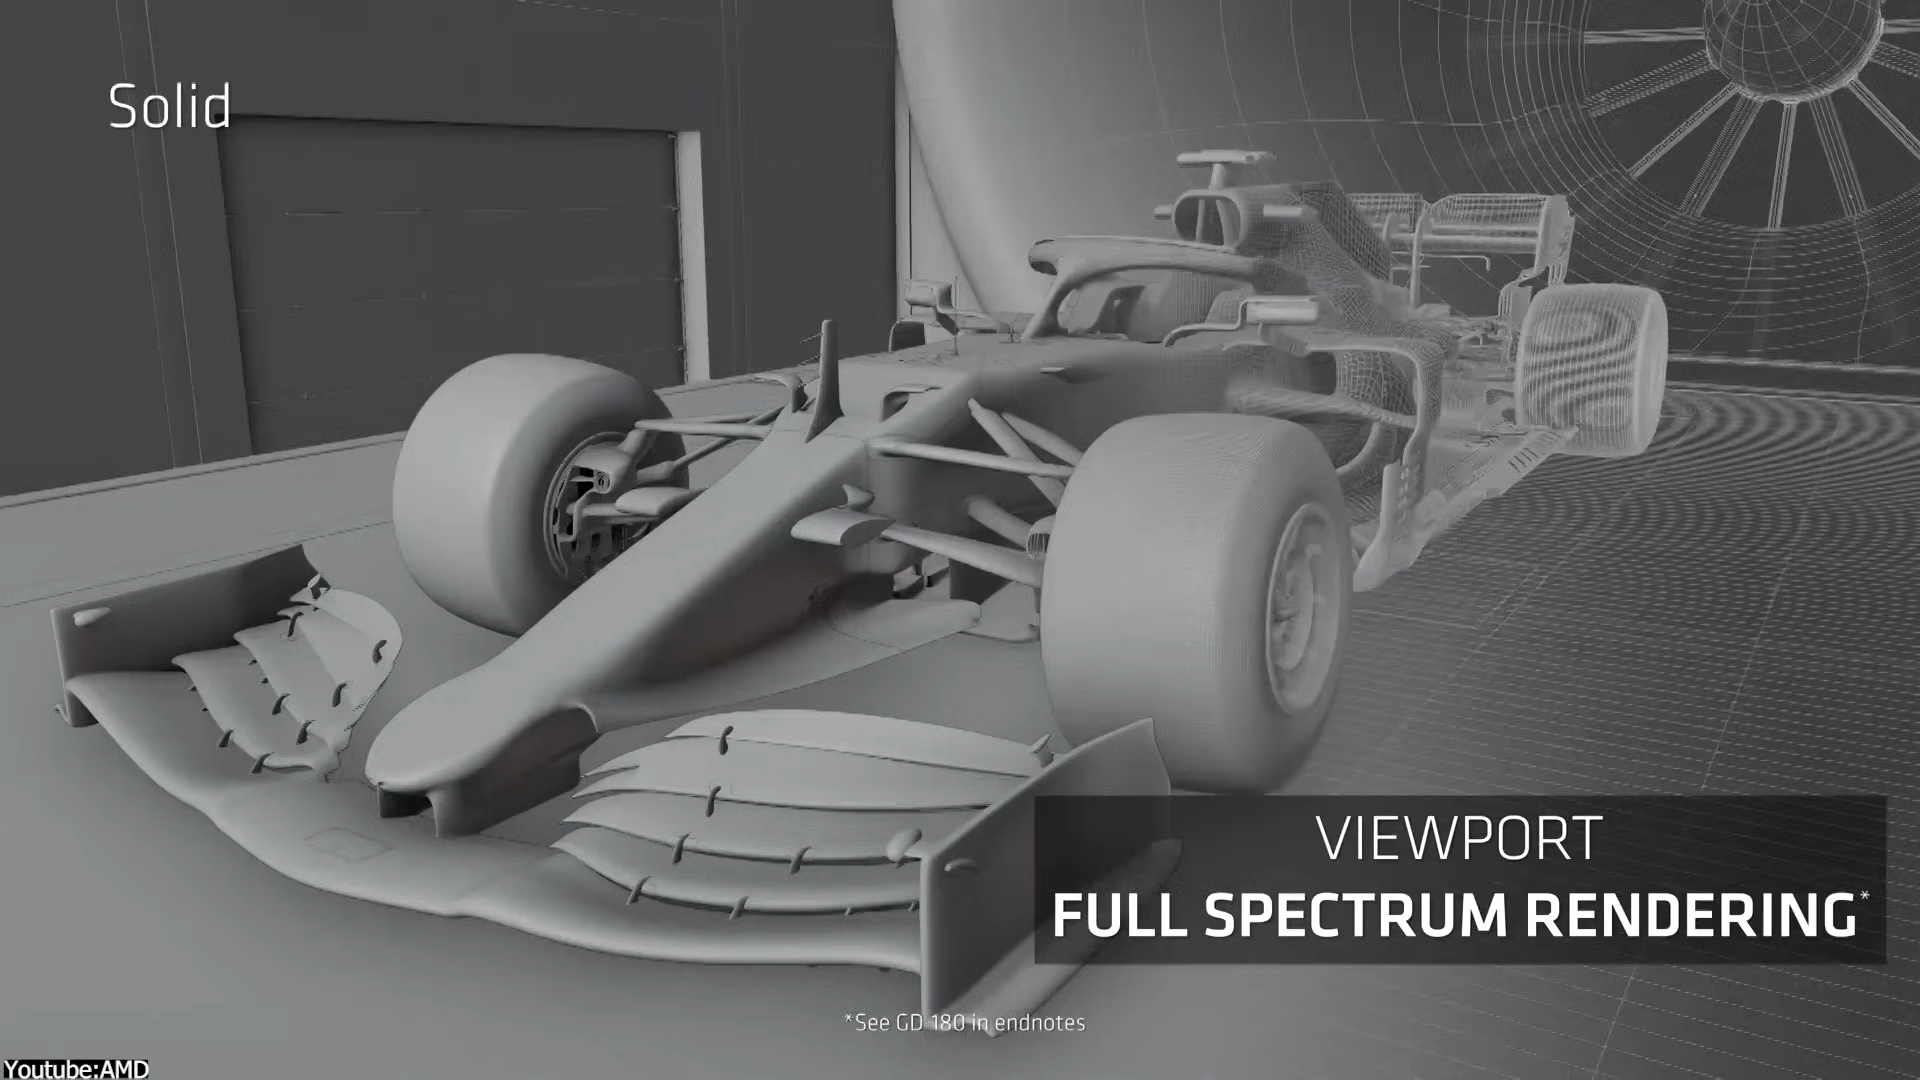 Solid
VIEWPORT
FULL SPECTRUM RENDERING*
*See GD-180 in endnotes
Youtube:AMD